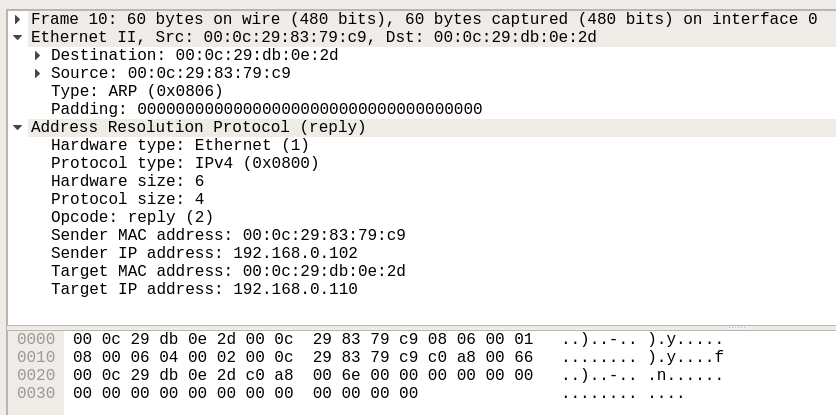 Frame 10: 60 bytes on wire (480 bits), 60 bytes captured (480 bits) on interface 0
Ethernet II, Src: 00:0c:29:83:79:c9, Dst: 00:0c:29:db:0e:2d
Destination: 00:0c:29:db:0e:2d
Source: 00:0c:29:83:79:c9
Type: ARP (0x0806)
Padding: 000000000000000000000000000000000000
Address Resolution Protocol (reply)
Hardware type: Ethernet (1)
Protocol type: IPv4 (0x0800)
Hardware size: 6
Protocol size: 4
Opcode: reply (2)
Sender MAC address: 00:0c:29:83:79:c9
Sender IP address: 192.168.0.102
Target MAC address: 00:0c:29:db:0e:2d
Target IP address: 192.168.0.110
0000 00 0c 29 db 0e 2d 00 0c 29 83 79 c9 08 06 00 01 ..)..-.. ).y.....
0010 08 00 06 04 00 02 00 0c 29 83 79 c9 c0 a8 00 66 ........ ).y....f
0020 00 0c 29 db 0e 2d c0 a8 00 6e 00 00 00 00 00 00 ..)..-.. .n......
0030 00 00 00 00 00 00 00 00 00 00 00 00 ........ ....